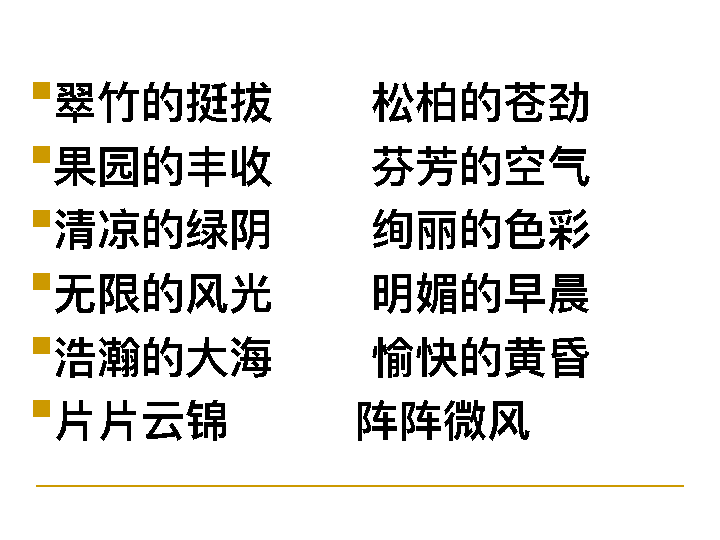 翠竹的挺拔 松柏的苍劲
果园的丰收 芬芳的空气
清凉的绿阴 绚丽的色彩
无限的风光 明媚的早晨
浩瀚的大海 愉快的黄昏
片片云锦 阵阵微风